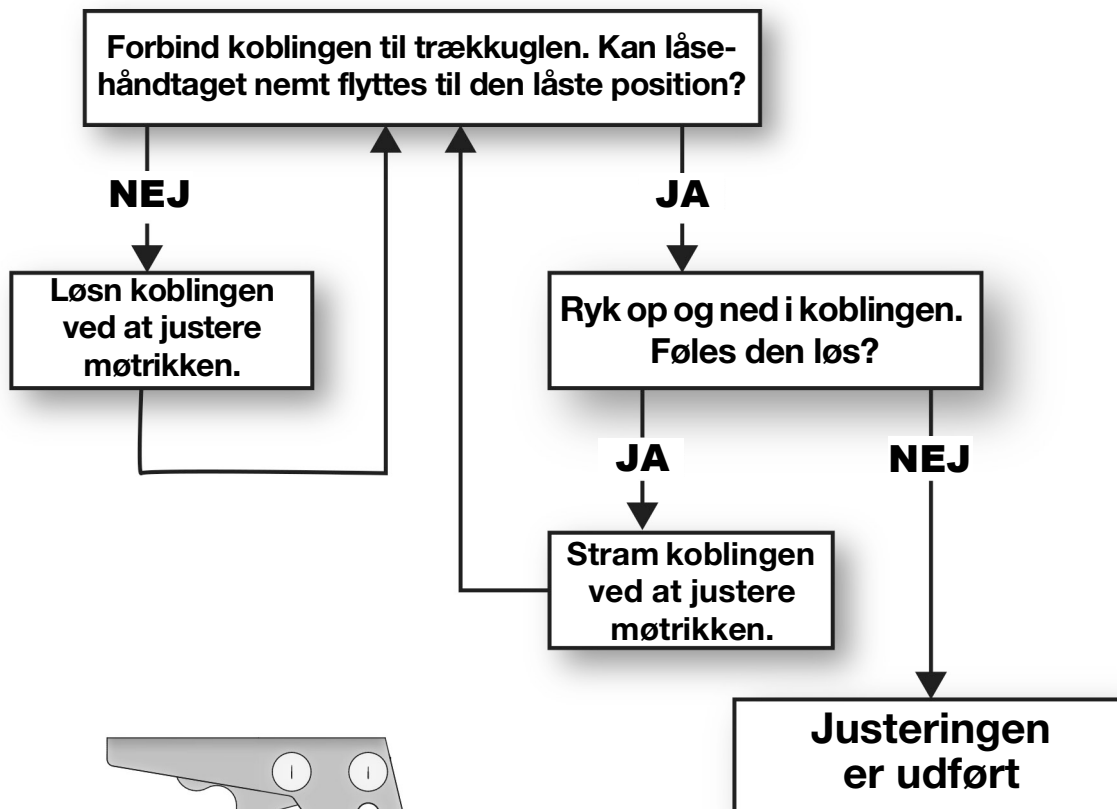 Forbind koblingen til trækkuglen. Kan låse-
håndtaget nemt flyttes til den låste position?
NEJ
JA
Løsn koblingen
ved at justere
møtrikken.
Ryk op og ned i koblingen.
Føles den løs?
JA
NEJ
Stram koblingen
ved at justere
møtrikken.
Justeringen
er udført